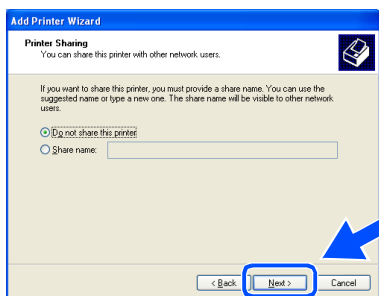 Add Printer Wizard
Printer Sharing
You can share this printer with other network users.
If you want to share this printer, you must provide a share name. You can use the
suggested name or type a new one. The share name will be visible to other network
users.
Do not share this printer
Share name:
< Back Next > Cancel